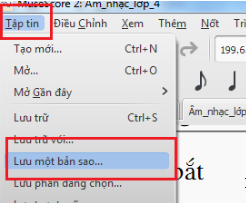 MuseScore 2: Âm_nhạc_lớp_4
Tập tin Điều Chỉnh Xem Thêm Nốt
Tạo mới... Ctrl+N
Mở... Ctrl+O 199.6
Mở Gần đây
Âm_nhạc_lớp
Lưu trữ Ctrl+S
Lưu trữ với...
Lưu một bản sao...
bắt
Lưu phần đang chọn...